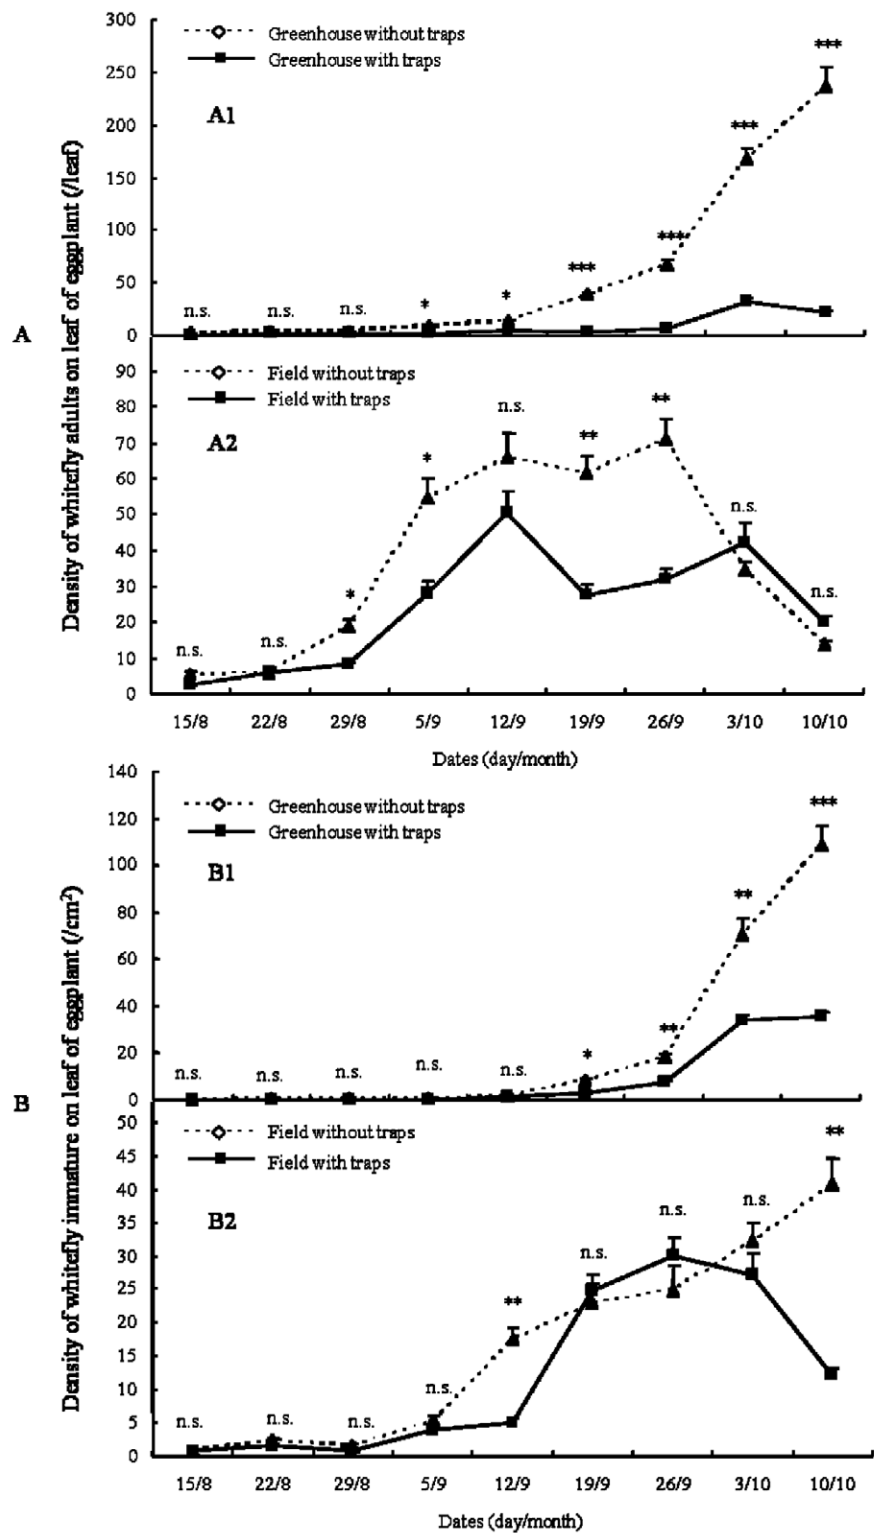 A
Density of whitefly adults on leaf of eggplant (/leaf)
A1
Greenhouse without traps
Greenhouse with traps
300
250
200
150
100
50
0
n.s. n.s. n.s. * * *** *** *** ***
A2
Field without traps
Field with traps
90
80
70
60
50
40
30
20
10
0
n.s. n.s. * * n.s. ** ** n.s. n.s.
15/8 22/8 29/8 5/9 12/9 19/9 26/9 3/10 10/10
Dates (day/month)
B
Density of whitefly immature on leaf of eggplant (/cm²)
B1
Greenhouse without traps
Greenhouse with traps
140
120
100
80
60
40
20
0
n.s. n.s. n.s. n.s. n.s. * ** ** ***
B2
Field without traps
Field with traps
50
45
40
35
30
25
20
15
10
5
0
n.s. n.s. n.s. n.s. ** n.s. n.s. n.s. **
15/8 22/8 29/8 5/9 12/9 19/9 26/9 3/10 10/10
Dates (day/month)